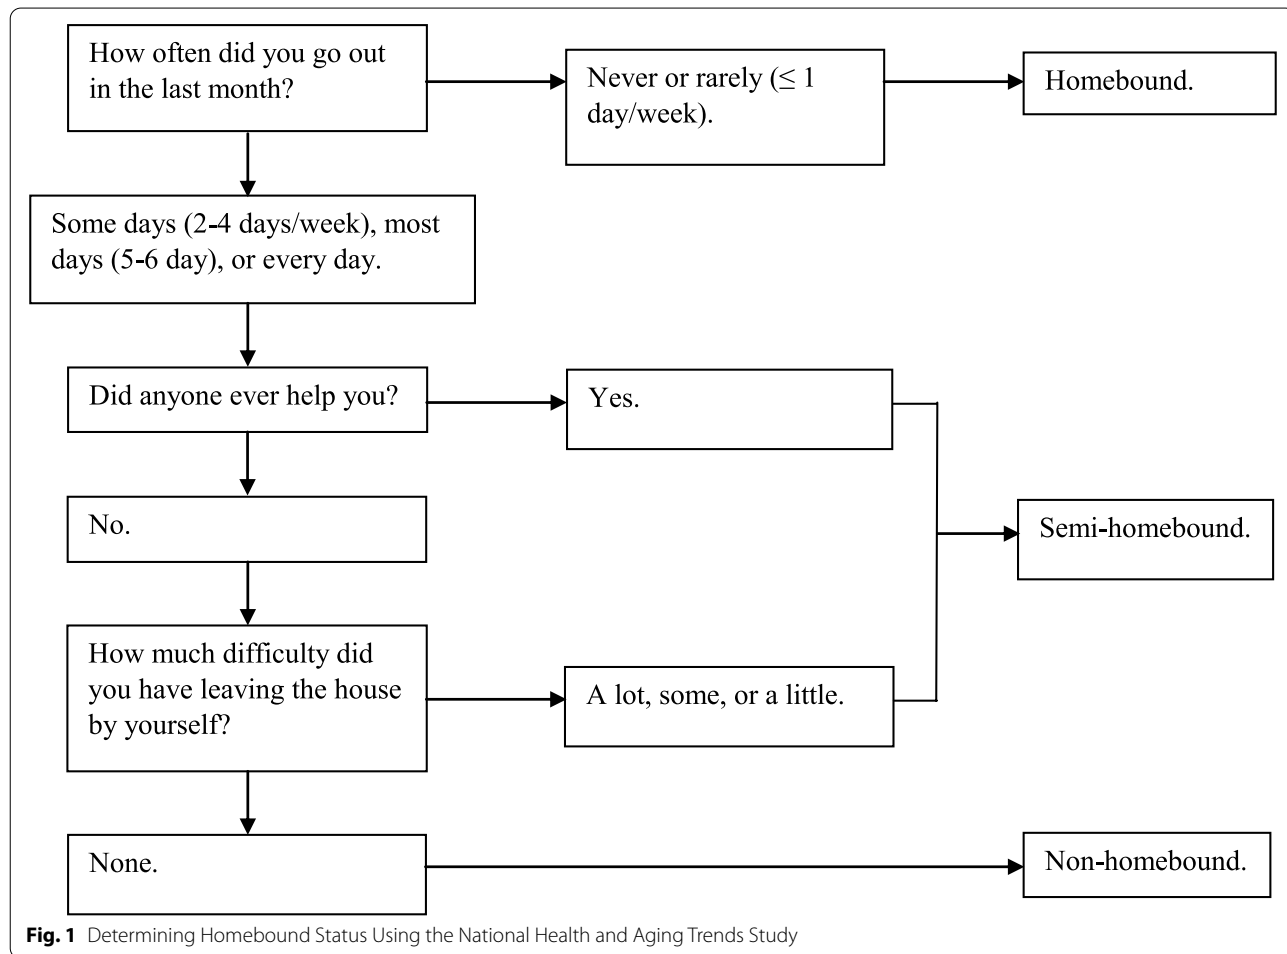 How often did you go out
in the last month?
Never or rarely (≤ 1
day/week).
Homebound.
Some days (2-4 days/week), most
days (5-6 day), or every day.
Did anyone ever help you?
Yes.
No.
Semi-homebound.
How much difficulty did
you have leaving the house
by yourself?
A lot, some, or a little.
None.
Non-homebound.
Fig. 1 Determining Homebound Status Using the National Health and Aging Trends Study